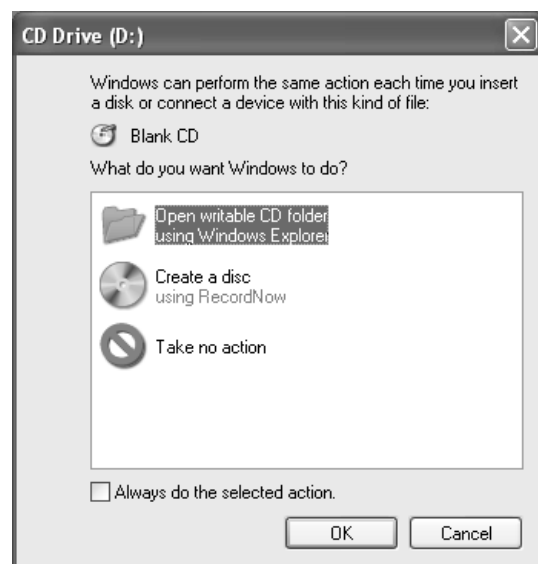 CD Drive (D:)
Windows can perform the same action each time you insert
a disk or connect a device with this kind of file:
Blank CD
What do you want Windows to do?
Open writable CD folder
using Windows Explorer
Create a disc
using RecordNow
Take no action
Always do the selected action.
OK
Cancel